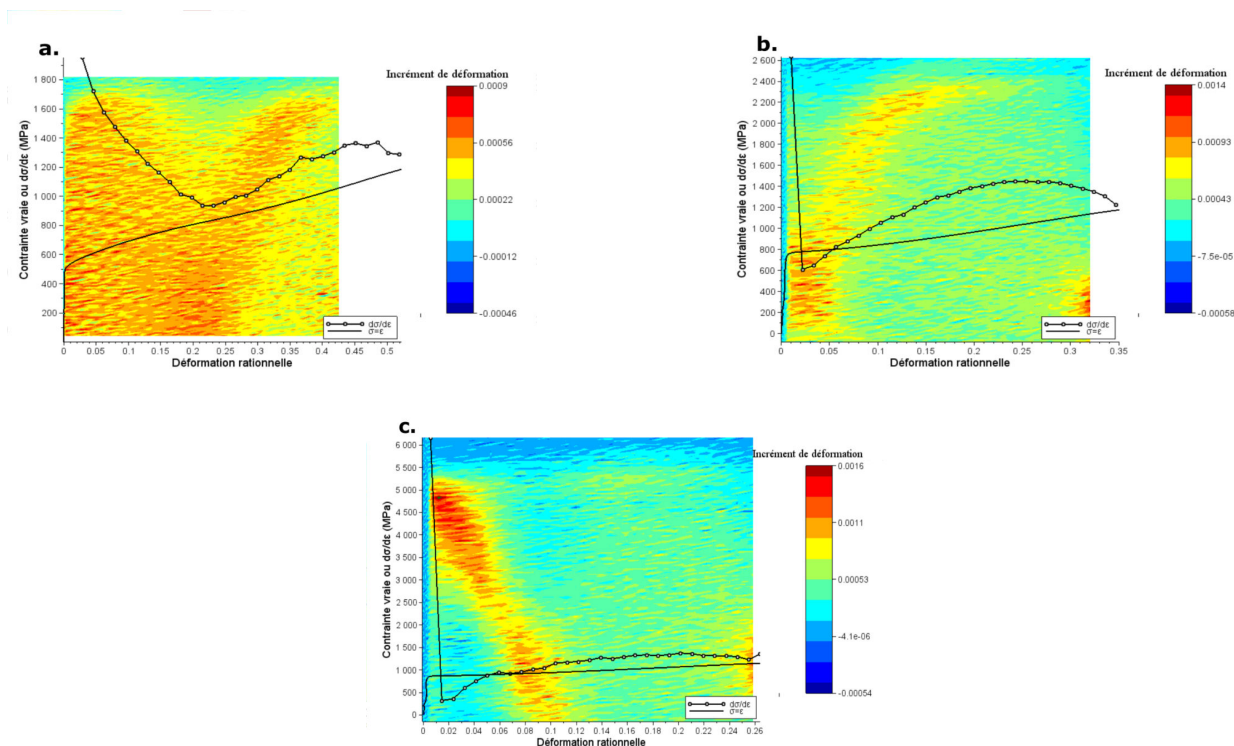 a.
Incrément de déformation
0.0009
0.00056
0.00022
-0.00012
-0.00046
Contrainte vraie ou dσ/dε (MPa)
1 800
1 600
1 400
1 200
1 000
800
600
400
200
0 0.05 0.1 0.15 0.2 0.25 0.3 0.35 0.4 0.45 0.5
Déformation rationnelle
dσ/dε
σ=ε
b.
Incrément de déformation
0.0014
0.00093
0.00043
-7.5e-05
-0.00058
Contrainte vraie ou dσ/dε (MPa)
2 600
2 400
2 200
2 000
1 800
1 600
1 400
1 200
1 000
800
600
400
200
0
0 0.05 0.1 0.15 0.2 0.25 0.3 0.35
Déformation rationnelle
dσ/dε
σ=ε
c.
Incrément de déformation
0.0016
0.0011
0.00053
-4.1e-06
-0.00054
Contrainte vraie ou dσ/dε (MPa)
6 000
5 500
5 000
4 500
4 000
3 500
3 000
2 500
2 000
1 500
1 000
500
0
0 0.02 0.04 0.06 0.08 0.1 0.12 0.14 0.16 0.18 0.2 0.22 0.24 0.26
Déformation rationnelle
dσ/dε
σ=ε